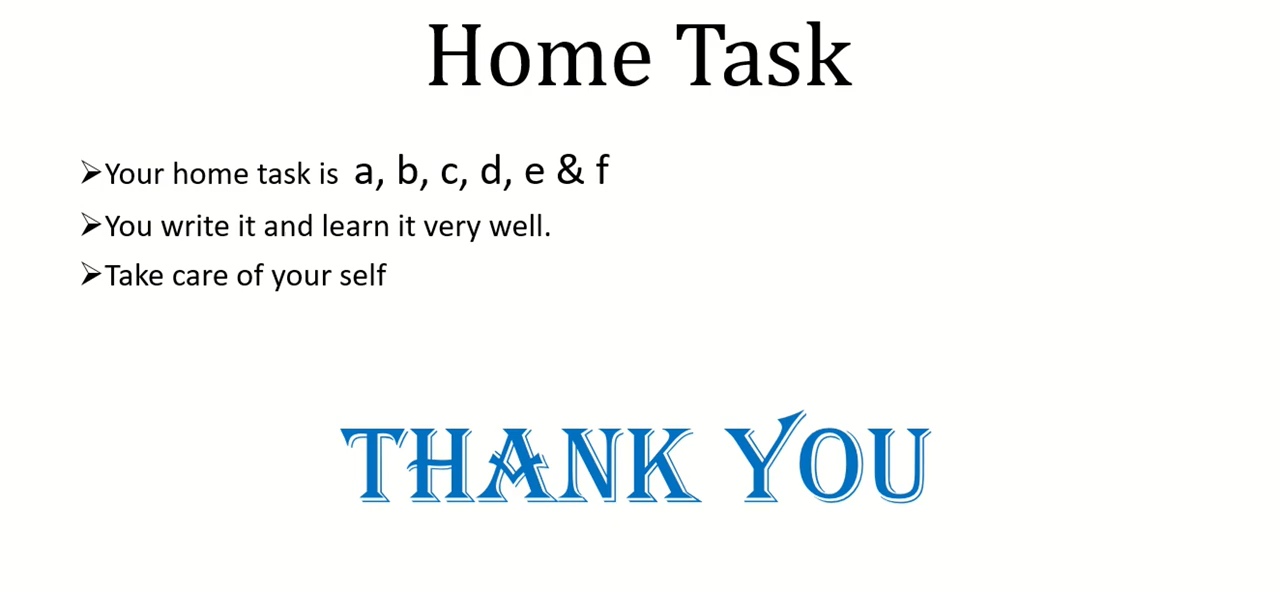 Home Task
➢Your home task is a, b, c, d, e & f
➢You write it and learn it very well.
➢Take care of your self
THANK YOU